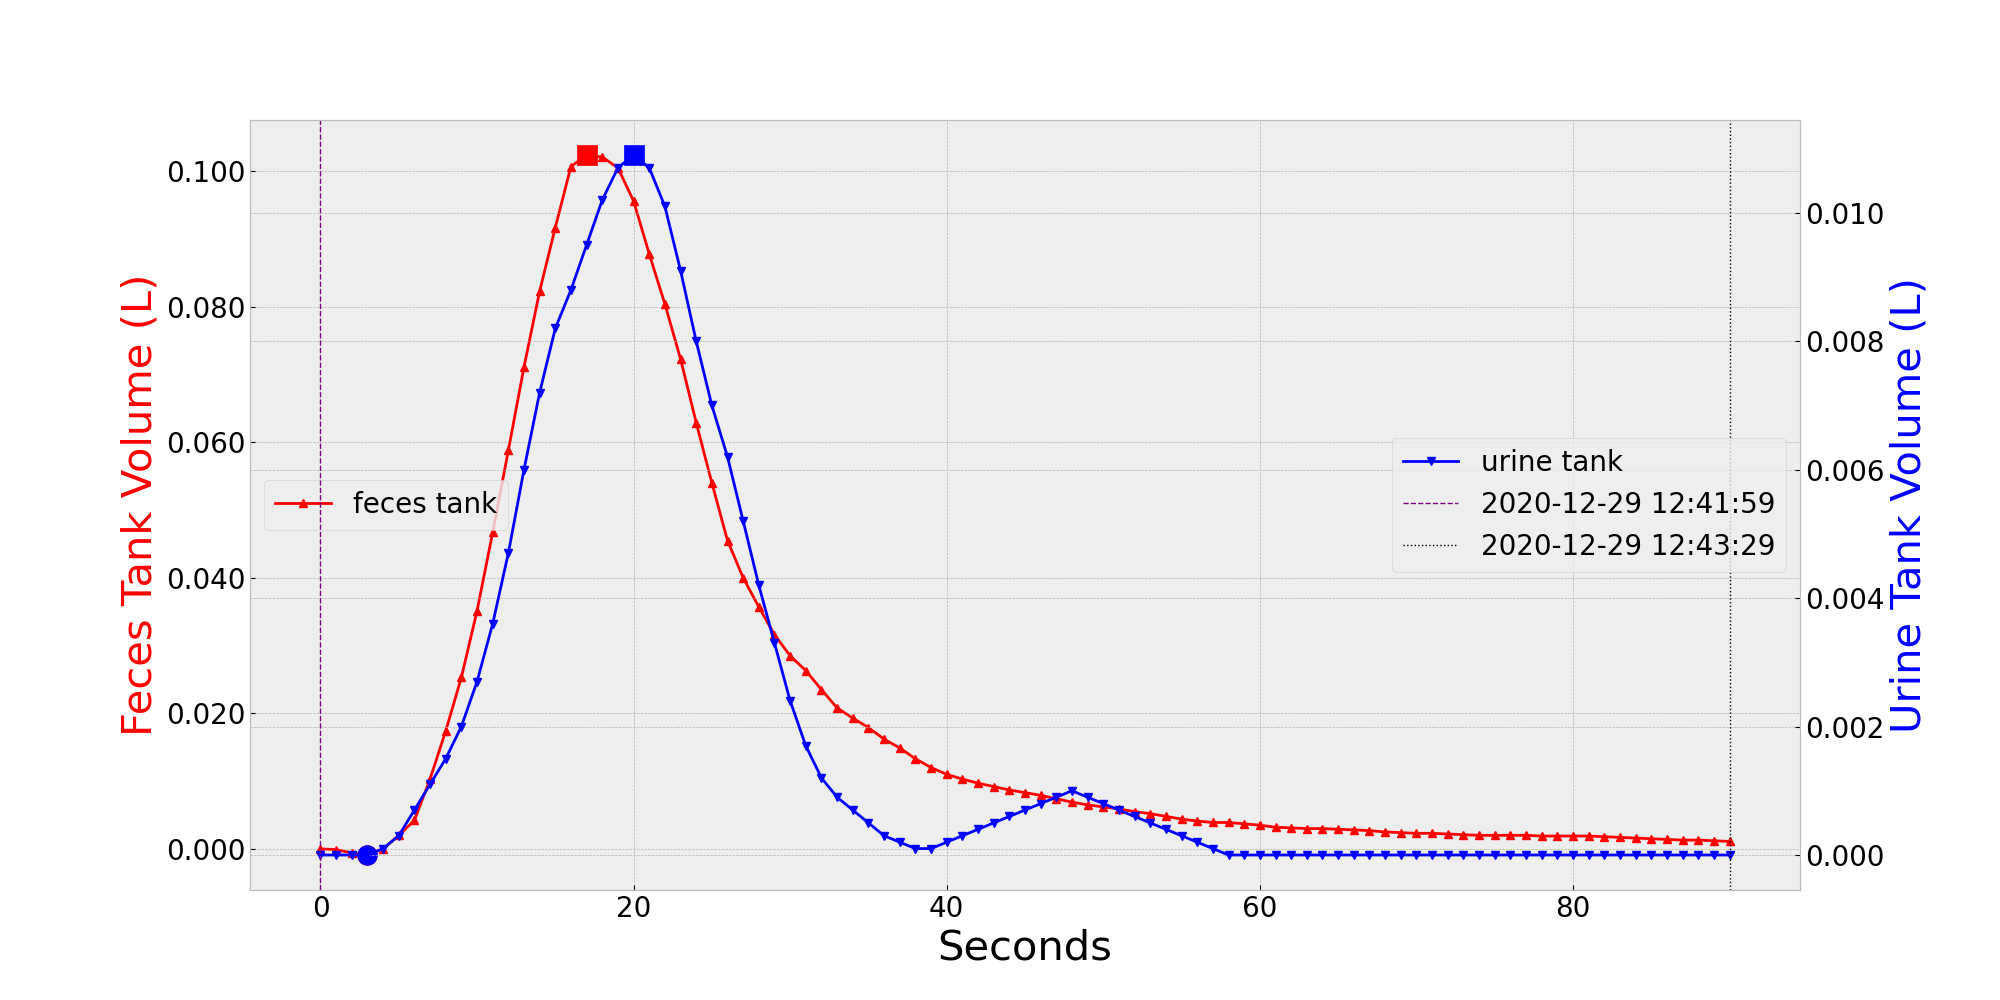 Feces Tank Volume (L)
0.100
0.080
0.060
0.040
0.020
0.000
feces tank
urine tank
2020-12-29 12:41:59
2020-12-29 12:43:29
0.010
0.008
0.006
0.004
0.002
0.000
Urine Tank Volume (L)
0 20 40 60 80
Seconds